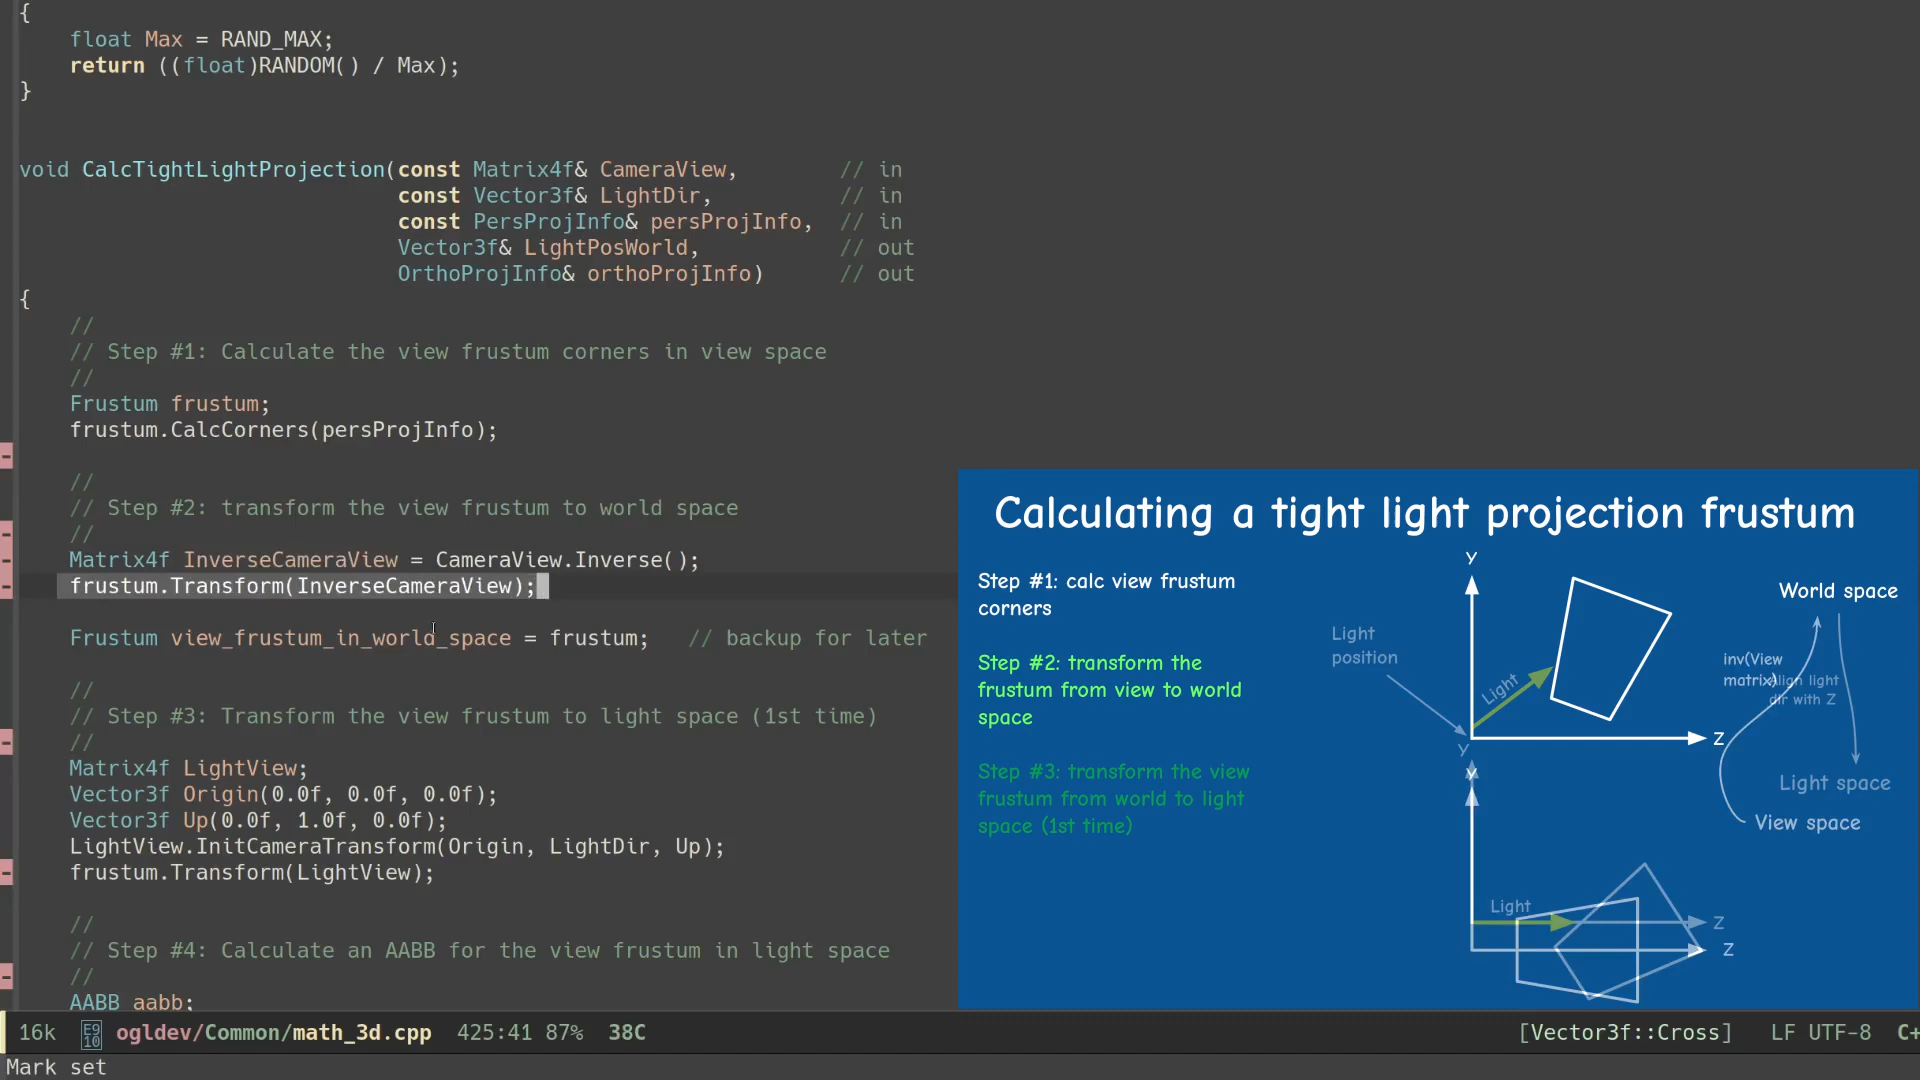 {
    float Max = RAND_MAX;
    return ((float)RANDOM() / Max);
}
void CalcTightLightProjection(const Matrix4f& CameraView,        // in
                              const Vector3f& LightDir,          // in
                              const PersProjInfo& persProjInfo,  // in
                              Vector3f& LightPosWorld,           // out
                              OrthoProjInfo& orthoProjInfo)      // out
{
    //
    // Step #1: Calculate the view frustum corners in view space
    //
    Frustum frustum;
    frustum.CalcCorners(persProjInfo);
    //
    // Step #2: transform the view frustum to world space
    //
    Matrix4f InverseCameraView = CameraView.Inverse();
    frustum.Transform(InverseCameraView);
    Frustum view_frustum_in_world_space = frustum;   // backup for later
    //
    // Step #3: Transform the view frustum to light space (1st time)
    //
    Matrix4f LightView;
    Vector3f Origin(0.0f, 0.0f, 0.0f);
    Vector3f Up(0.0f, 1.0f, 0.0f);
    LightView.InitCameraTransform(Origin, LightDir, Up);
    frustum.Transform(LightView);
    //
    // Step #4: Calculate an AABB for the view frustum in light space
    //
    AABB aabb;
Calculating a tight light projection frustum
Step #1: calc view frustum
corners
Step #2: transform the
frustum from view to world
space
Step #3: transform the view
frustum from world to light
space (1st time)
Y
World space
Light
position
Light
inv(View
matrix)
align light
dir with Z
Z
Y
Y
Light space
View space
Light
Z
Z
16k E9 10 ogldev/Common/math_3d.cpp 425:41 87% 38C [Vector3f::Cross] LF UTF-8 C+
Mark set